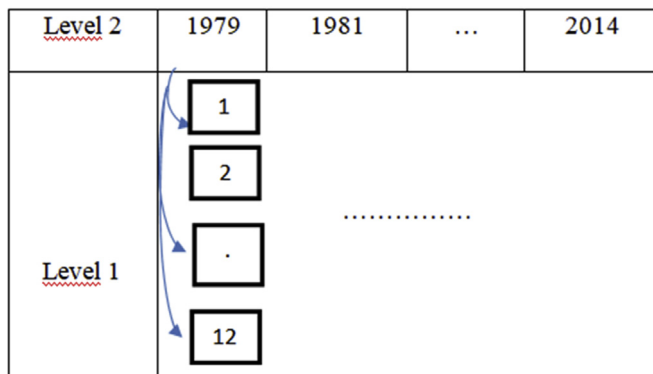 Level 2 1979 1981 ... 2014
1
2
...............
.
Level 1
12